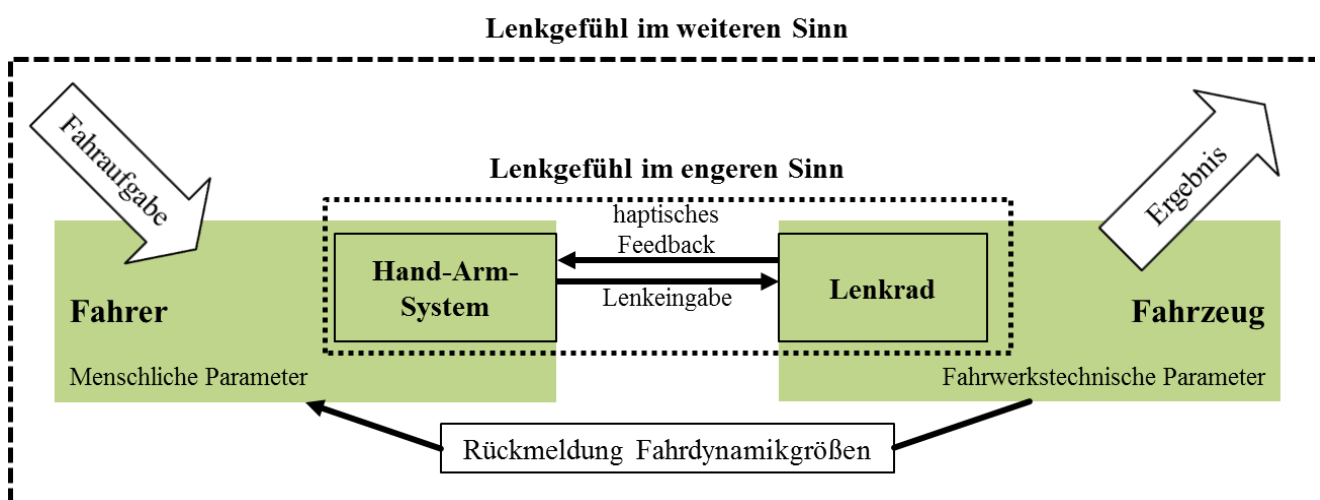 Lenkgefühl im weiteren Sinn
Fahraufgabe
Lenkgefühl im engeren Sinn
Ergebnis
haptisches
Feedback
Hand-Arm-
System
Lenkeingabe
Lenkrad
Fahrer
Fahrzeug
Menschliche Parameter
Fahrwerkstechnische Parameter
Rückmeldung Fahrdynamikgrößen